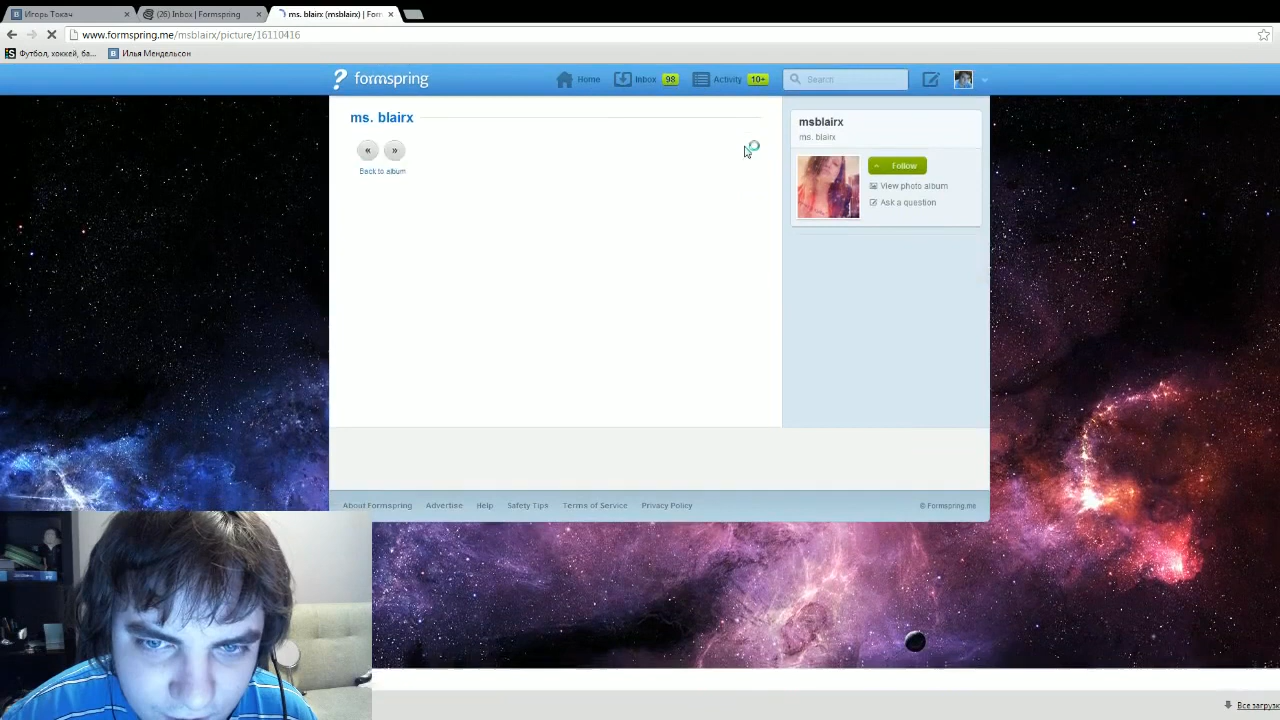 Игорь Токач
(26) Inbox | Formspring
ms. blairx (msblairx) | Form
www.formspring.me/msblairx/picture/16110416
Футбол, хоккей, ба...
Илья Мендельсон
formspring
Home
Inbox 98
Activity 10+
Search
ms. blairx
« »
Back to album
msblairx
ms. blairx
Follow
View photo album
Ask a question
About Formspring Advertise Help Safety Tips Terms of Service Privacy Policy
© Formspring.me
Все загрузк